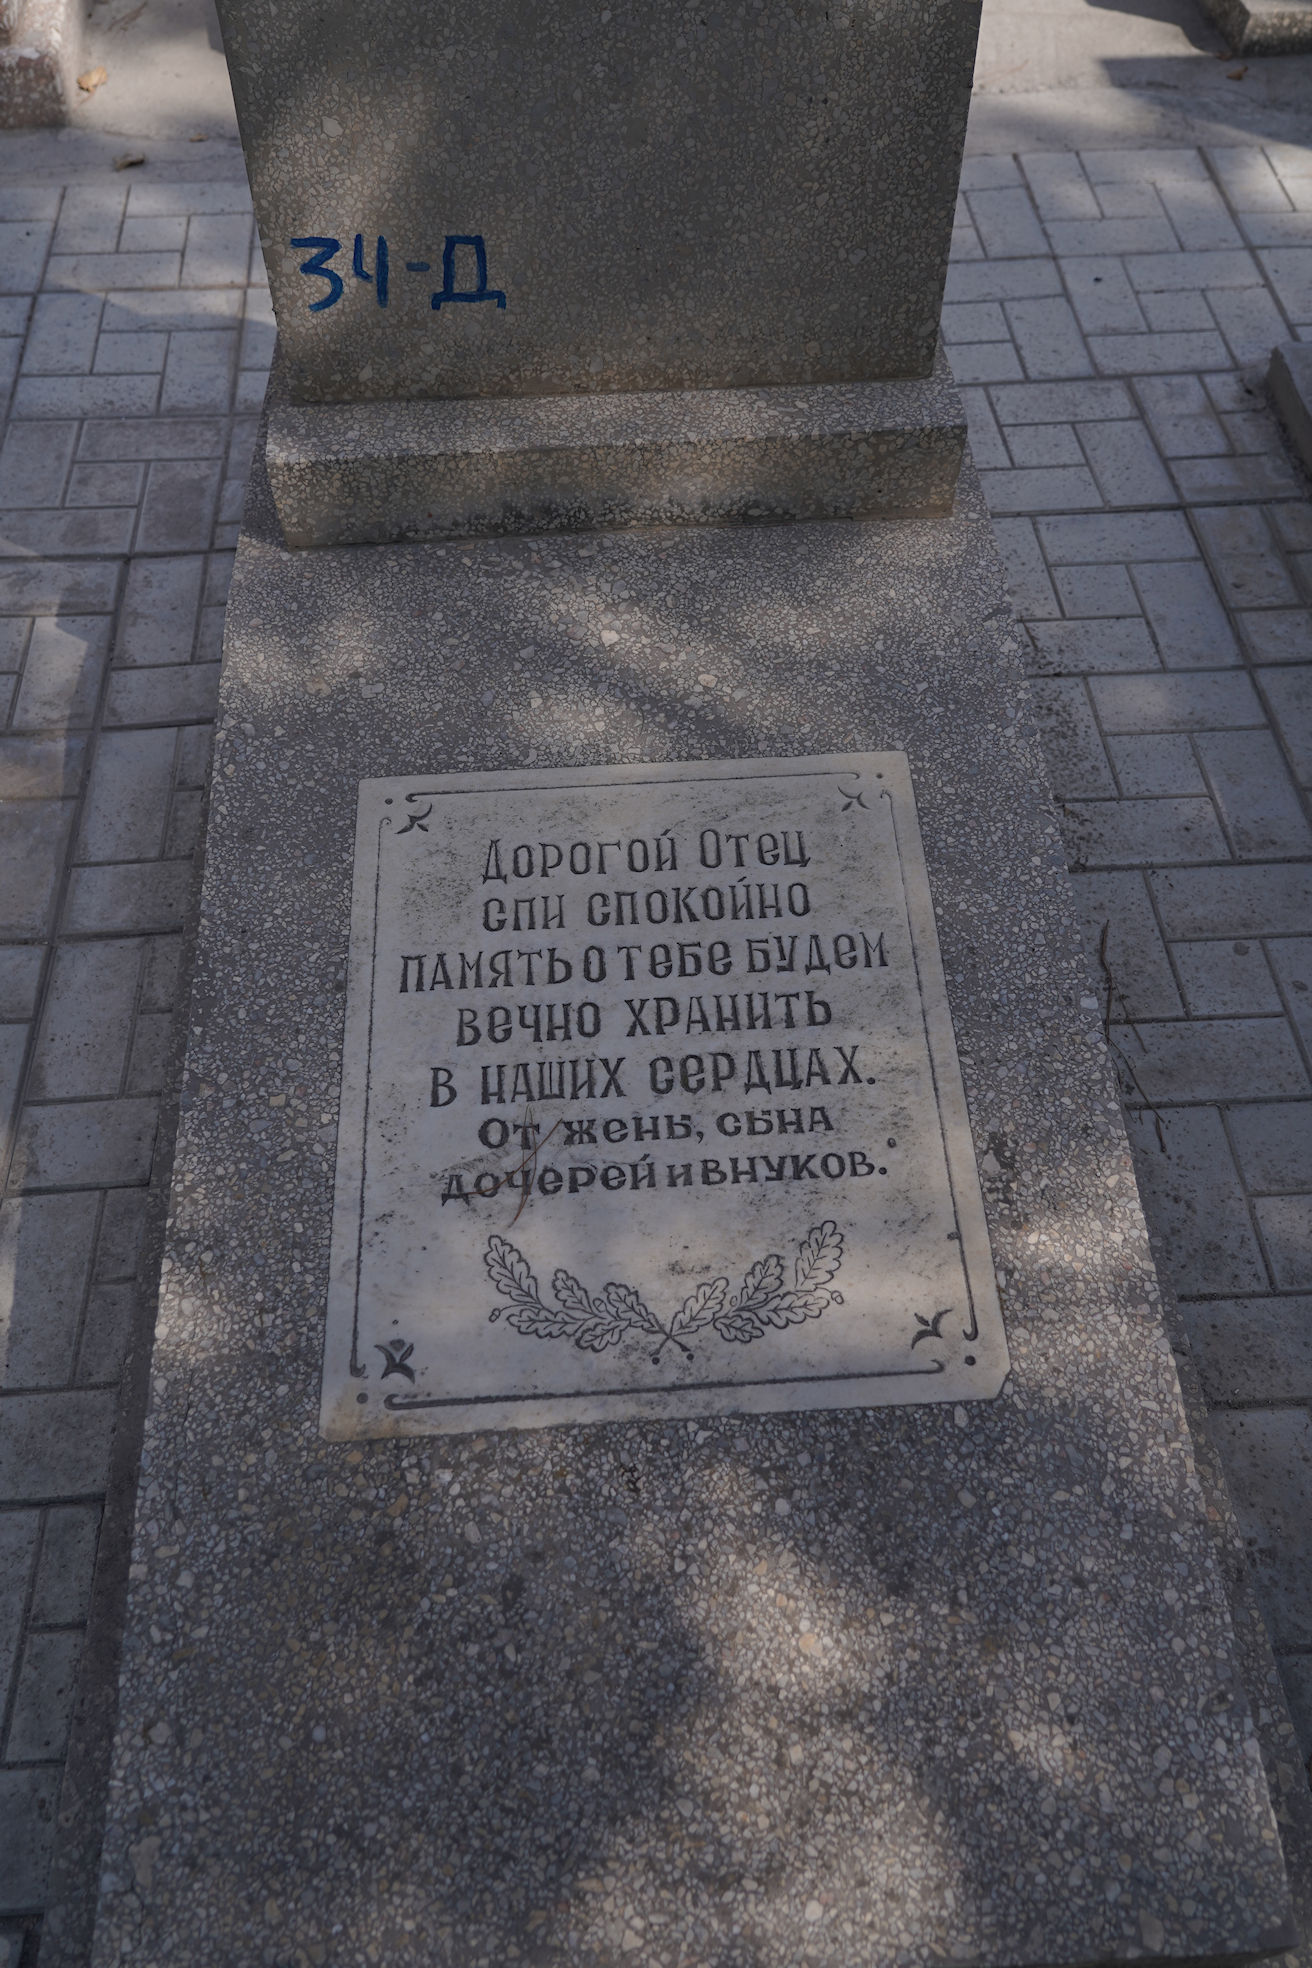 34-Д
Дорогой Отец
спи спокойно
память о тебе будем
вечно хранить
в наших сердцах.
от жены, сына
дочерей и внуков.